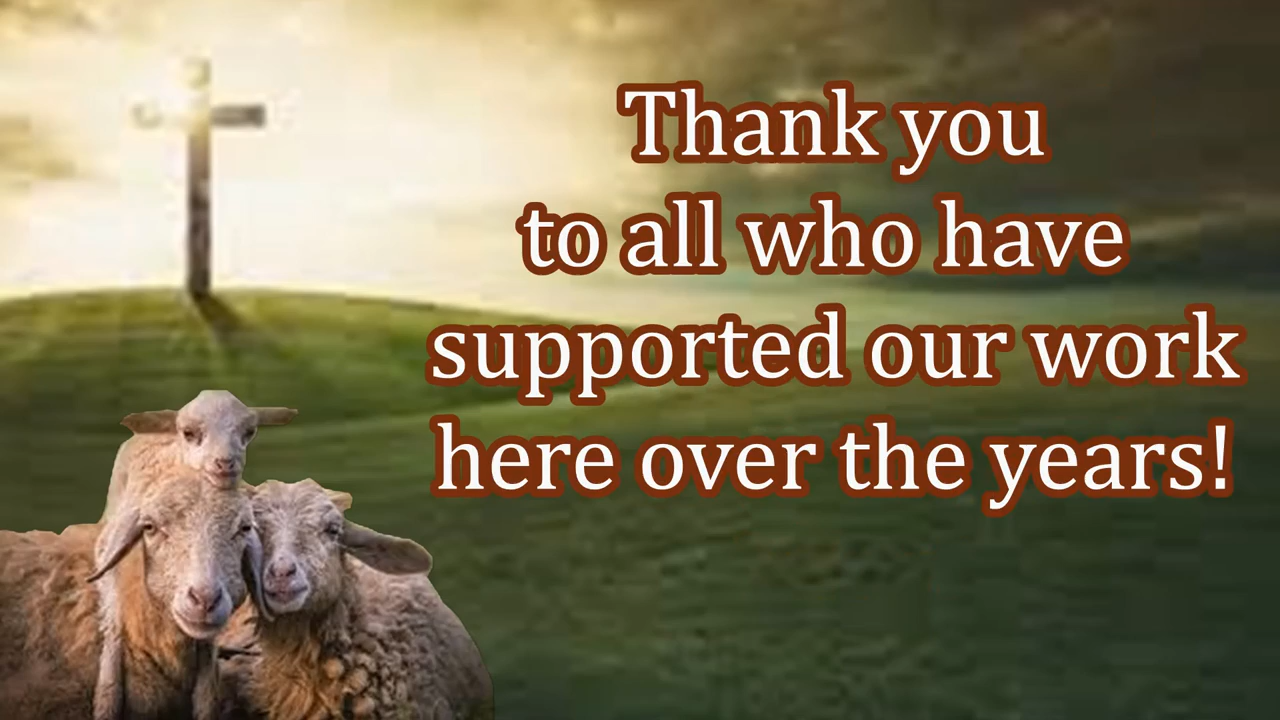 Thank you
to all who have
supported our work
here over the years!